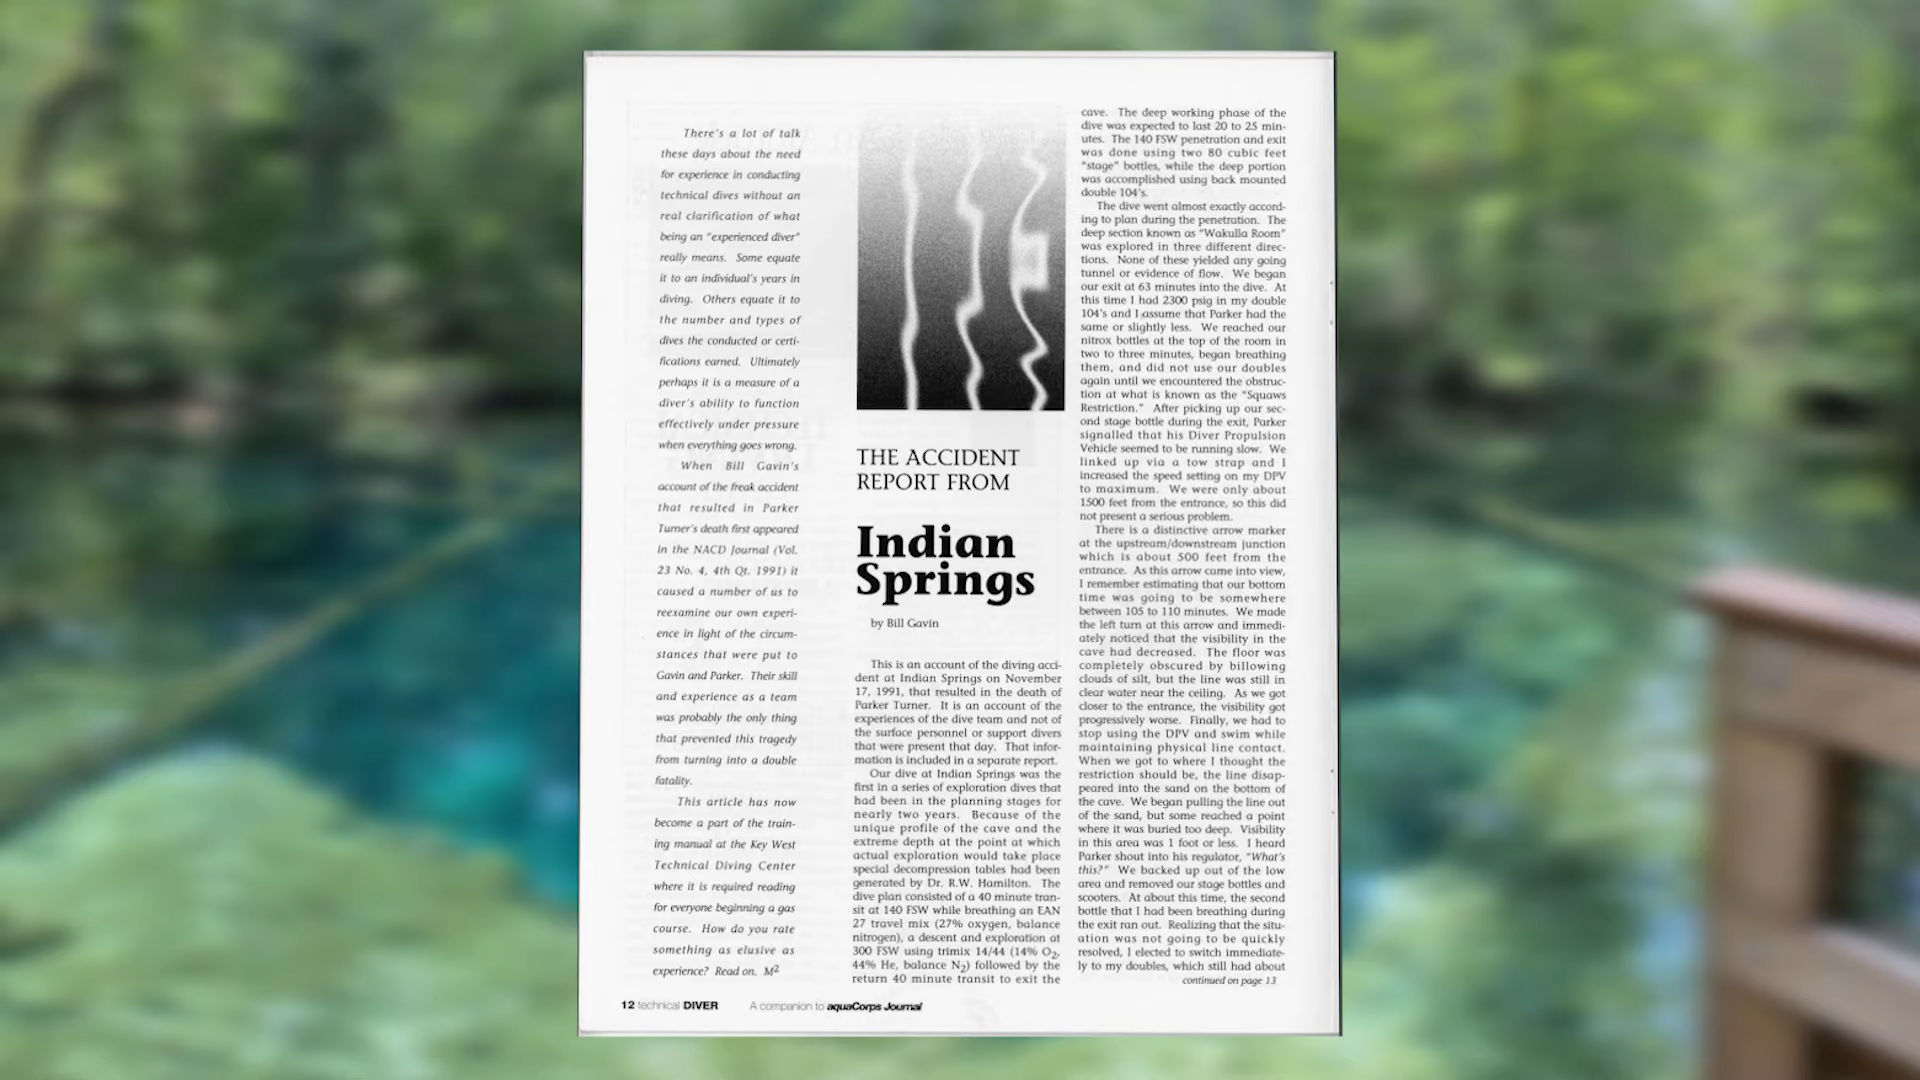 There's a lot of talk
these days about the need
for experience in conducting
technical dives without an
real clarification of what
being an "experienced diver"
really means. Some equate
it to an individual's years in
diving. Others equate it to
the number and types of
dives the conducted or certi-
fications earned. Ultimately
perhaps it is a measure of a
diver's ability to function
effectively under pressure
when everything goes wrong.
When Bill Gavin's
account of the freak accident
that resulted in Parker
Turner's death first appeared
in the NACD Journal (Vol.
23 No. 4, 4th Qt. 1991) it
caused a number of us to
reexamine our own experi-
ence in light of the circum-
stances that were put to
Gavin and Parker. Their skill
and experience as a team
was probably the only thing
that prevented this tragedy
from turning into a double
fatality.
This article has now
become a part of the train-
ing manual at the Key West
Technical Diving Center
where it is required reading
for everyone beginning a gas
course. How do you rate
something as elusive as
experience? Read on. M2
THE ACCIDENT
REPORT FROM
Indian
Springs
by Bill Gavin
This is an account of the diving acci-
dent at Indian Springs on November
17, 1991, that resulted in the death of
Parker Turner. It is an account of the
experiences of the dive team and not of
the surface personnel or support divers
that were present that day. That infor-
mation is included in a separate report.
Our dive at Indian Springs was the
first in a series of exploration dives that
had been in the planning stages for
nearly two years. Because of the
unique profile of the cave and the
extreme depth at the point at which
actual exploration would take place
special decompression tables had been
generated by Dr. R.W. Hamilton. The
dive plan consisted of a 40 minute tran-
sit at 140 FSW while breathing an EAN
27 travel mix (27% oxygen, balance
nitrogen), a descent and exploration at
300 FSW using trimix 14/44 (14% O2,
44% He, balance N2) followed by the
return 40 minute transit to exit the
cave. The deep working phase of the
dive was expected to last 20 to 25 min-
utes. The 140 FSW penetration and exit
was done using two 80 cubic feet
"stage" bottles, while the deep portion
was accomplished using back mounted
double 104's.
The dive went almost exactly accord-
ing to plan during the penetration. The
deep section known as "Wakulla Room"
was explored in three different direc-
tions. None of these yielded any going
tunnel or evidence of flow. We began
our exit at 63 minutes into the dive. At
this time I had 2300 psig in my double
104's and I assume that Parker had the
same or slightly less. We reached our
nitrox bottles at the top of the room in
two to three minutes, began breathing
them, and did not use our doubles
again until we encountered the obstruc-
tion at what is known as the "Squaws
Restriction." After picking up our sec-
ond stage bottle during the exit, Parker
signalled that his Diver Propulsion
Vehicle seemed to be running slow. We
linked up via a tow strap and I
increased the speed setting on my DPV
to maximum. We were only about
1500 feet from the entrance, so this did
not present a serious problem.
There is a distinctive arrow marker
at the upstream/downstream junction
which is about 500 feet from the
entrance. As this arrow came into view,
I remember estimating that our bottom
time was going to be somewhere
between 105 to 110 minutes. We made
the left turn at this arrow and immedi-
ately noticed that the visibility in the
cave had decreased. The floor was
completely obscured by billowing
clouds of silt, but the line was still in
clear water near the ceiling. As we got
closer to the entrance, the visibility got
progressively worse. Finally, we had to
stop using the DPV and swim while
maintaining physical line contact.
When we got to where I thought the
restriction should be, the line disap-
peared into the sand on the bottom of
the cave. We began pulling the line out
of the sand, but some reached a point
where it was buried too deep. Visibility
in this area was 1 foot or less. I heard
Parker shout into his regulator, "What's
this?" We backed up out of the low
area and removed our stage bottles and
scooters. At about this time, the second
bottle that I had been breathing during
the exit ran out. Realizing that the situ-
ation was not going to be quickly
resolved, I elected to switch immediate-
ly to my doubles, which still had about
continued on page 13
12 technical DIVER A companion to aquaCorps Journal